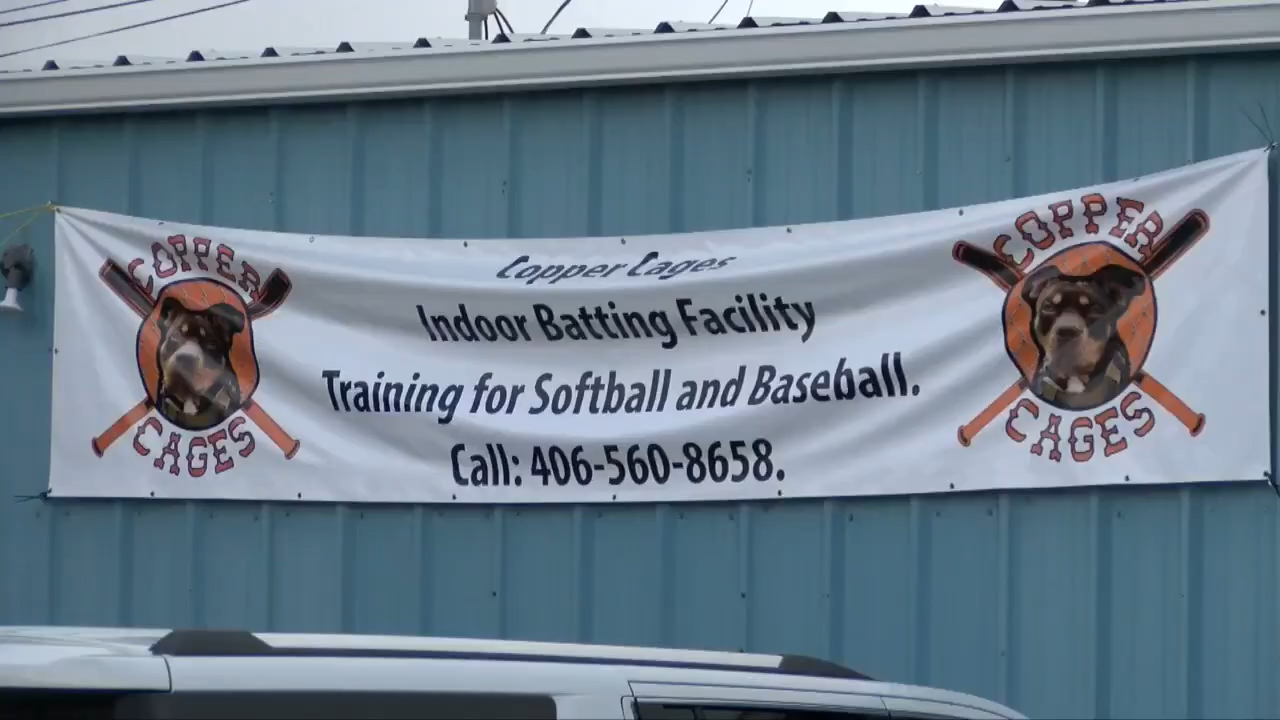 COPPER
CAGES
Copper Cages
Indoor Batting Facility
Training for Softball and Baseball.
Call: 406-560-8658.
COPPER
CAGES